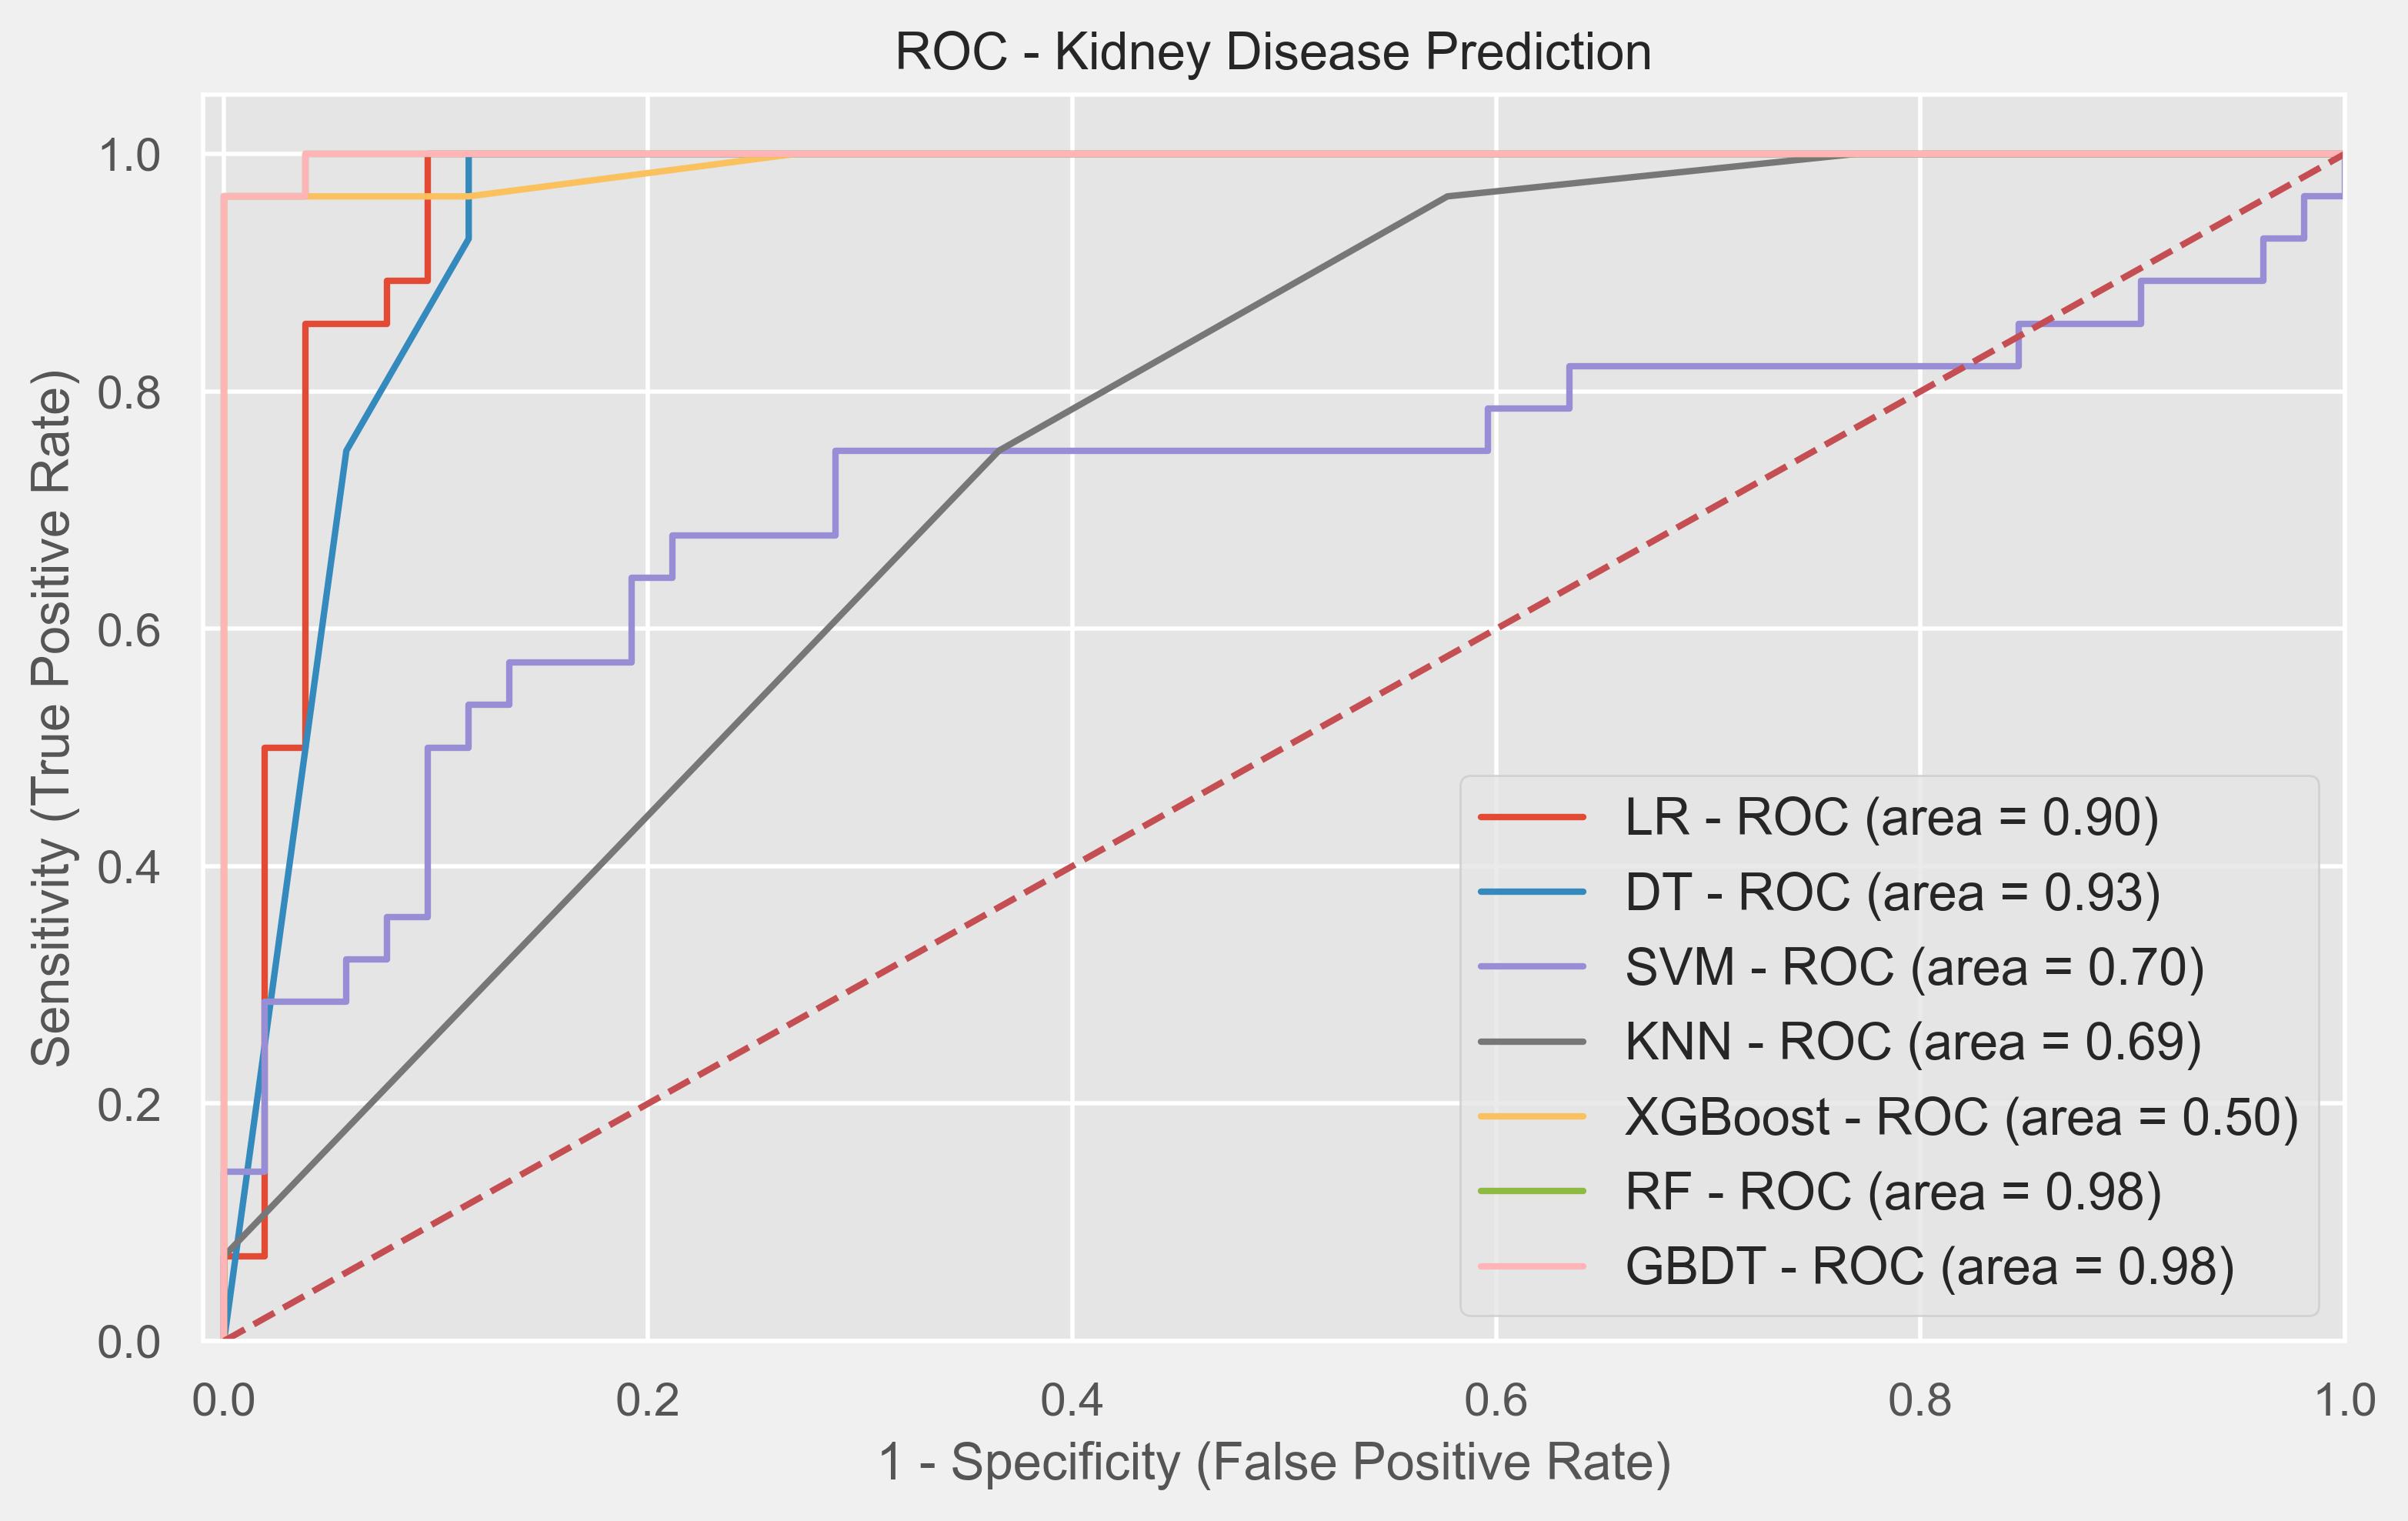 ROC - Kidney Disease Prediction
Sensitivity (True Positive Rate)
1.0
0.8
0.6
0.4
0.2
0.0
LR - ROC (area = 0.90)
DT - ROC (area = 0.93)
SVM - ROC (area = 0.70)
KNN - ROC (area = 0.69)
XGBoost - ROC (area = 0.50)
RF - ROC (area = 0.98)
GBDT - ROC (area = 0.98)
0.0 0.2 0.4 0.6 0.8 1.0
1 - Specificity (False Positive Rate)